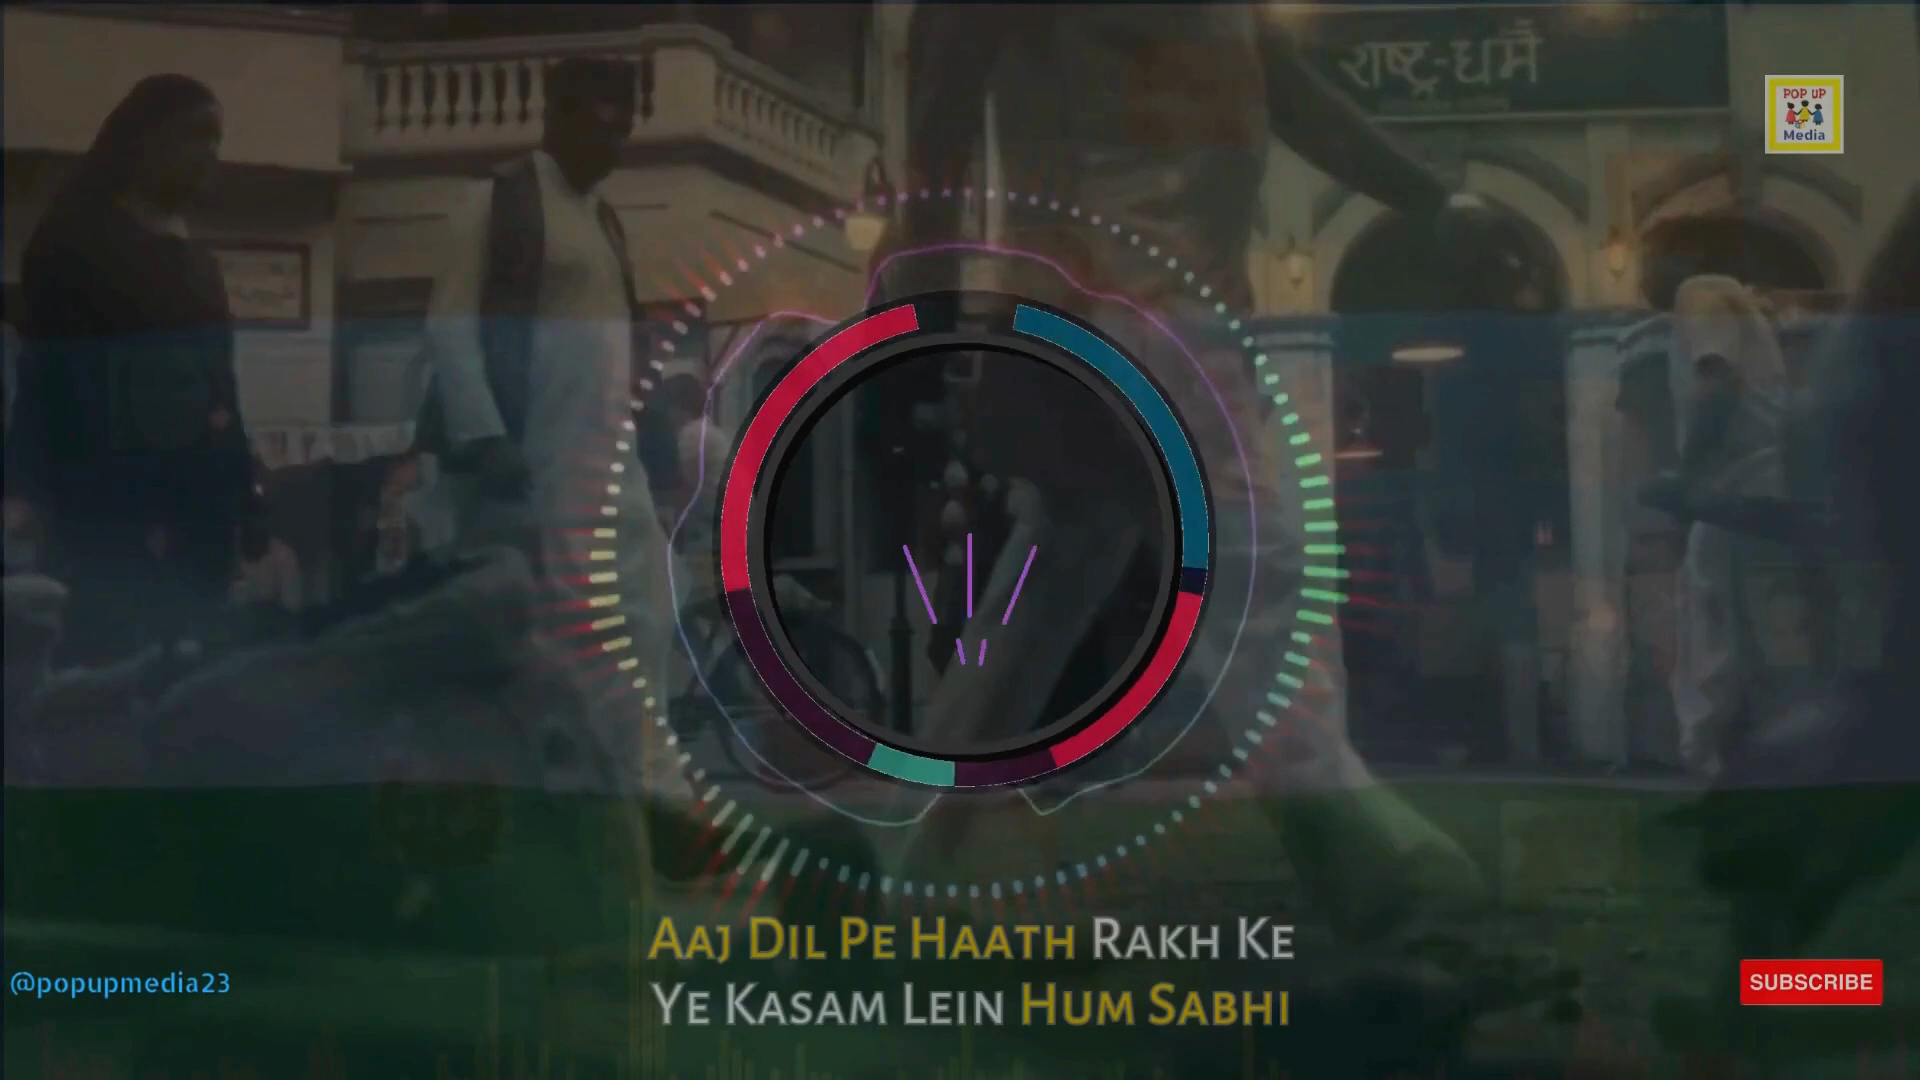 राष्ट्र-धर्म
POP UP
Media
AAJ DIL PE HAATH RAKH KE
YE KASAM LEIN HUM SABHI
@popupmedia23
SUBSCRIBE